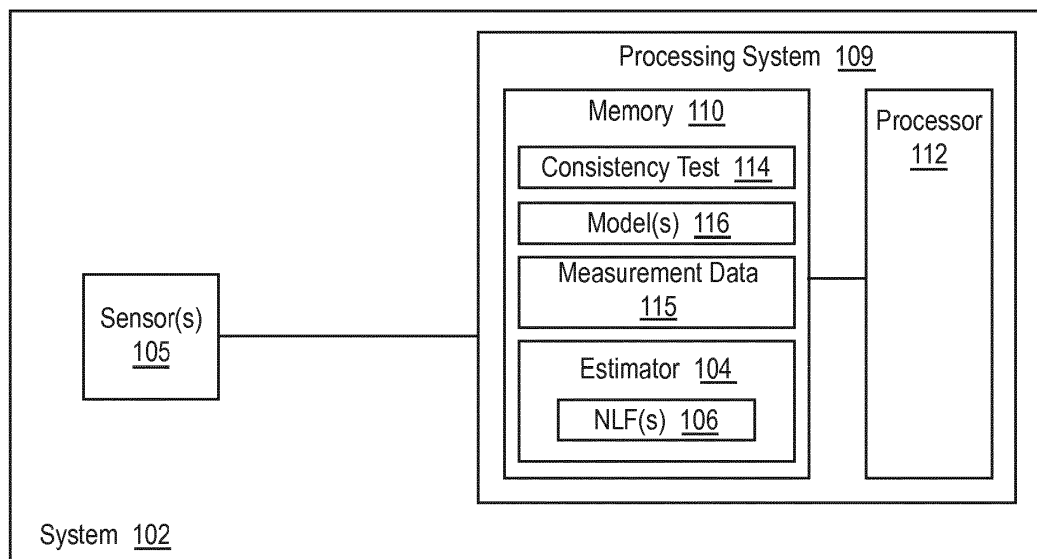 Processing System 109
Memory 110
Processor
112
Consistency Test 114
Model(s) 116
Measurement Data
115
Sensor(s)
105
Estimator 104
NLF(s) 106
System 102